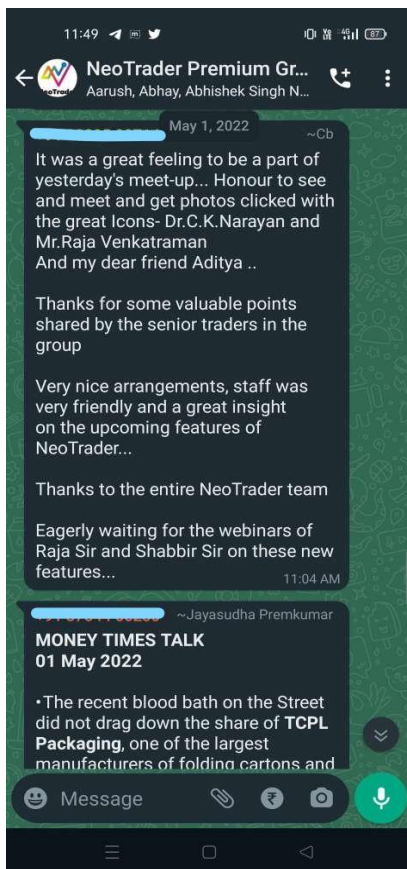 11:49
87
NeoTrader Premium Gr...
Aarush, Abhay, Abhishek Singh N...
May 1, 2022
~Cb
It was a great feeling to be a part of
yesterday's meet-up... Honour to see
and meet and get photos clicked with
the great Icons- Dr.C.K.Narayan and
Mr.Raja Venkatraman
And my dear friend Aditya ..
Thanks for some valuable points
shared by the senior traders in the
group
Very nice arrangements, staff was
very friendly and a great insight
on the upcoming features of
NeoTrader...
Thanks to the entire NeoTrader team
Eagerly waiting for the webinars of
Raja Sir and Shabbir Sir on these new
features...
11:04 AM
~Jayasudha Premkumar
MONEY TIMES TALK
01 May 2022
•The recent blood bath on the Street
did not drag down the share of TCPL
Packaging, one of the largest
manufacturers of folding cartons and
Message